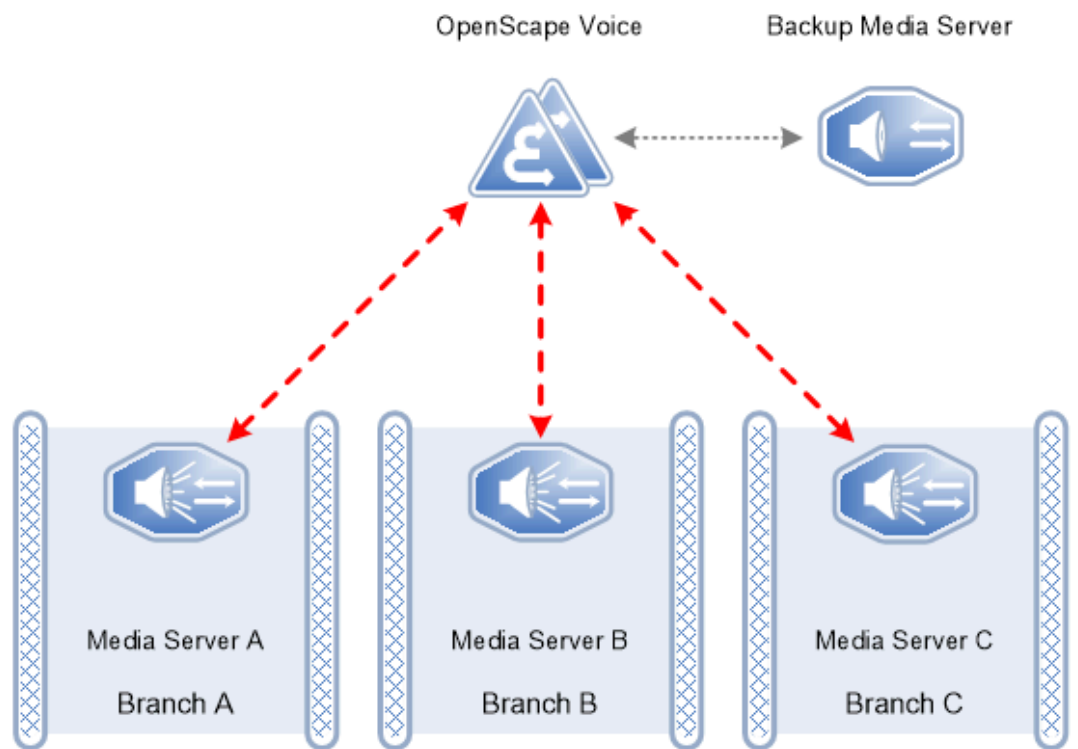 OpenScape Voice
Backup Media Server
Media Server A
Media Server B
Media Server C
Branch A
Branch B
Branch C